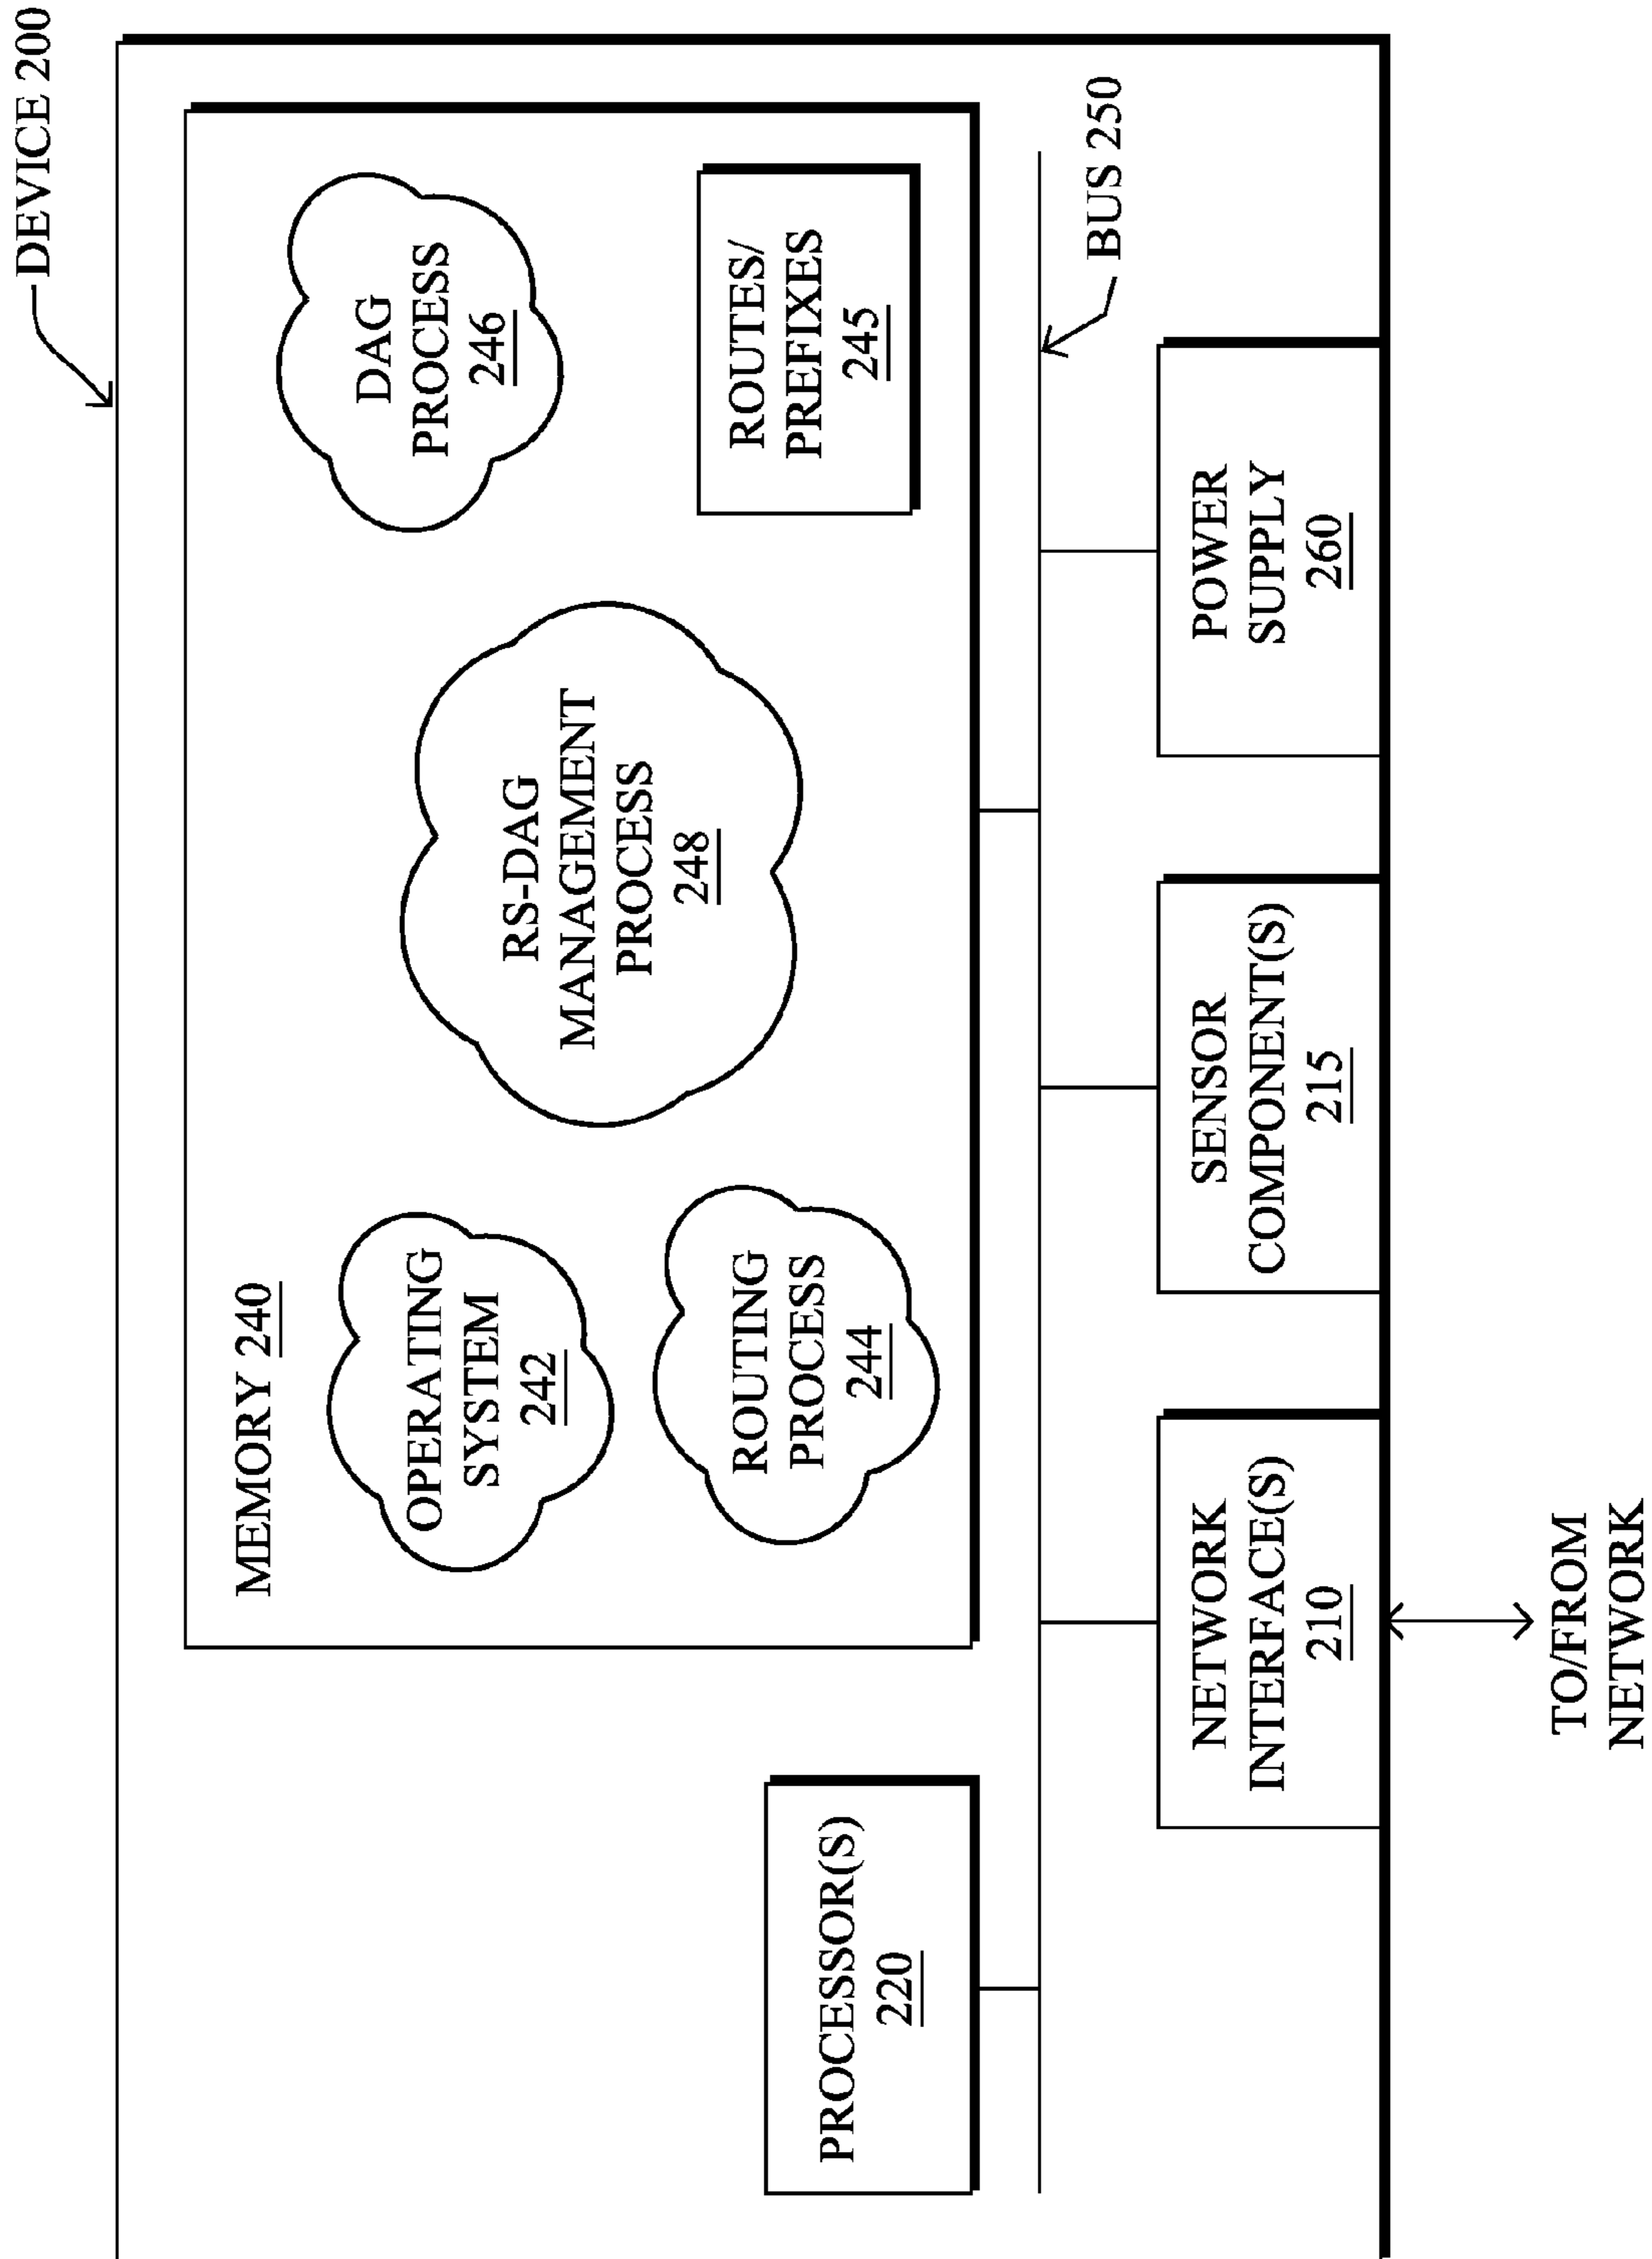 DEVICE 200
MEMORY 240
OPERATING
SYSTEM
242
ROUTING
PROCESS
244
RS-DAG
MANAGEMENT
PROCESS
248
DAG
PROCESS
246
ROUTES/
PREFIXES
245
PROCESSOR(S)
220
BUS 250
NETWORK
INTERFACE(S)
210
SENSOR
COMPONENT(S)
215
POWER
SUPPLY
260
TO/FROM
NETWORK